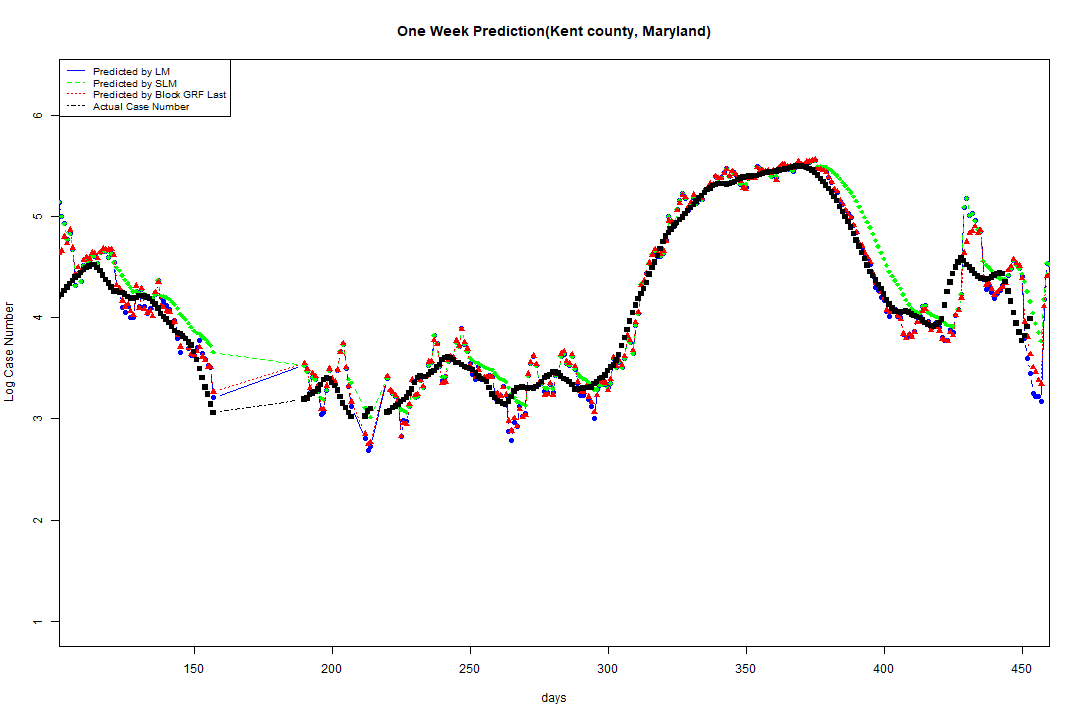 One Week Prediction(Kent county, Maryland)
Predicted by LM
Predicted by SLM
Predicted by Block GRF Last
Actual Case Number
Log Case Number
6
5
4
3
2
1
150 200 250 300 350 400 450
days